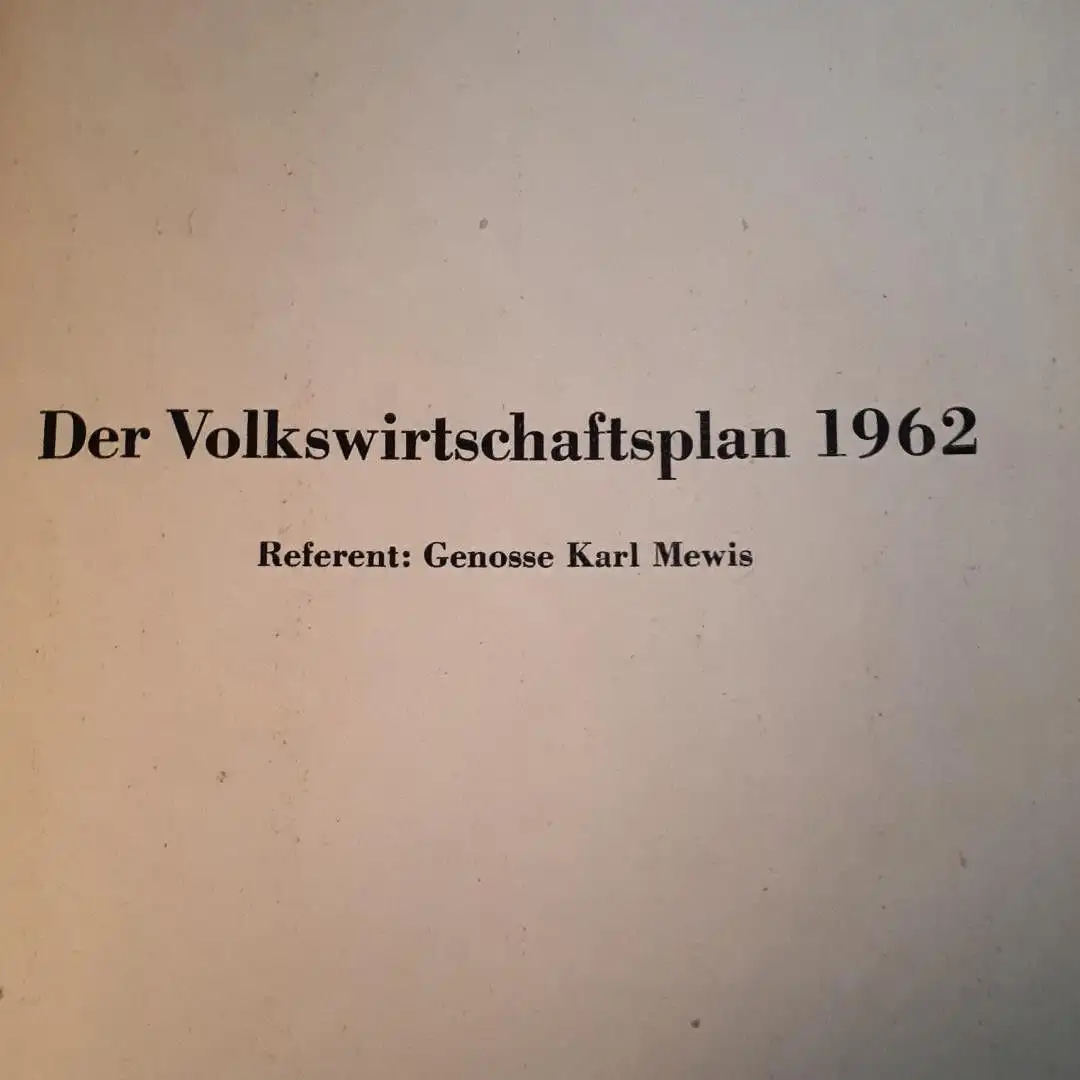 Der Volkswirtschaftsplan 1962
Referent: Genosse Karl Mewis